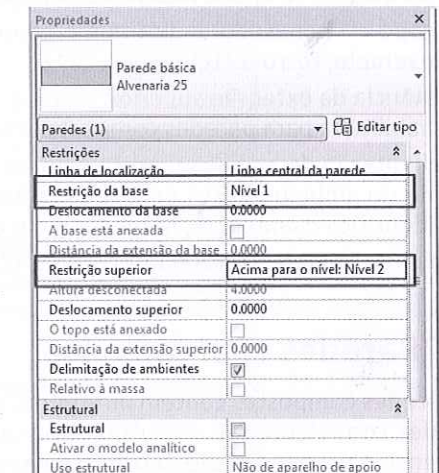 Propriedades
Parede básica
Alvenaria 25
Paredes (1)
Editar tipo
Restrições
Linha de localização Linha central da parede
Restrição da base Nível 1
Deslocamento da base 0.0000
A base está anexada
Distância da extensão da base 0.0000
Restrição superior Acima para o nível: Nível 2
Altura desconectada 4.0000
Deslocamento superior 0.0000
O topo está anexado
Distância da extensão superior 0.0000
Delimitação de ambientes
Relativo à massa
Estrutural
Estrutural
Ativar o modelo analítico
Uso estrutural Não de aparelho de apoio